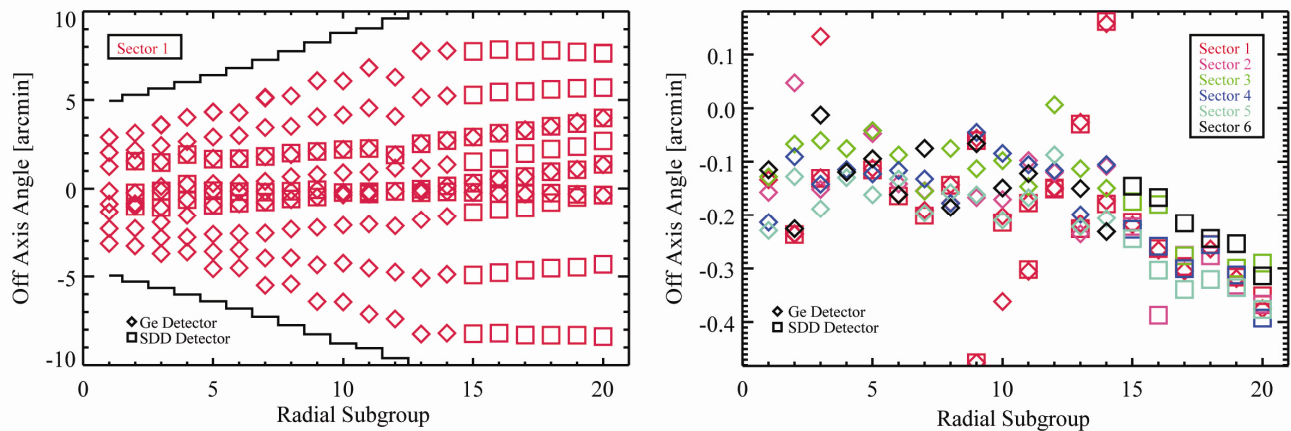 10
5
0
-5
-10
Off Axis Angle [arcmin]
Sector 1
Ge Detector
SDD Detector
0 5 10 15 20
Radial Subgroup
0.1
0.0
-0.1
-0.2
-0.3
-0.4
Off Axis Angle [arcmin]
Sector 1
Sector 2
Sector 3
Sector 4
Sector 5
Sector 6
Ge Detector
SDD Detector
0 5 10 15 20
Radial Subgroup